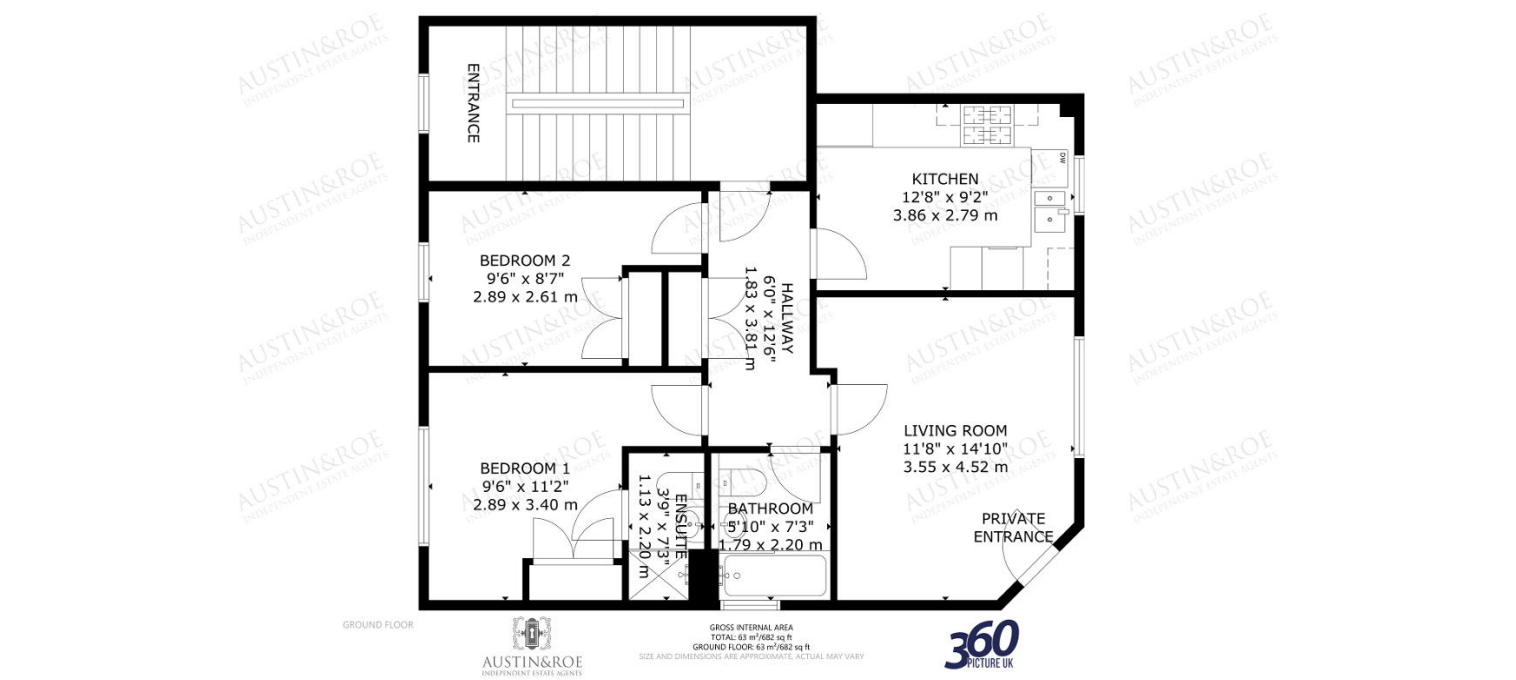 ENTRANCE
KITCHEN
12'8" x 9'2"
3.86 x 2.79 m
DW
BEDROOM 2
9'6" x 8'7"
2.89 x 2.61 m
HALLWAY
6'0" x 12'6"
1.83 x 3.81 m
LIVING ROOM
11'8" x 14'10"
3.55 x 4.52 m
BEDROOM 1
9'6" x 11'2"
2.89 x 3.40 m
ENSUITE
3'9" x 7'3"
1.13 x 2.20 m
BATHROOM
5'10" x 7'3"
1.79 x 2.20 m
PRIVATE
ENTRANCE
GROUND FLOOR
AUSTIN&ROE
INDEPENDENT ESTATE AGENTS
GROSS INTERNAL AREA
TOTAL: 63 m²/682 sq ft
GROUND FLOOR: 63 m²/682 sq ft
SIZE AND DIMENSIONS ARE APPROXIMATE, ACTUAL MAY VARY
360
PICTURE UK